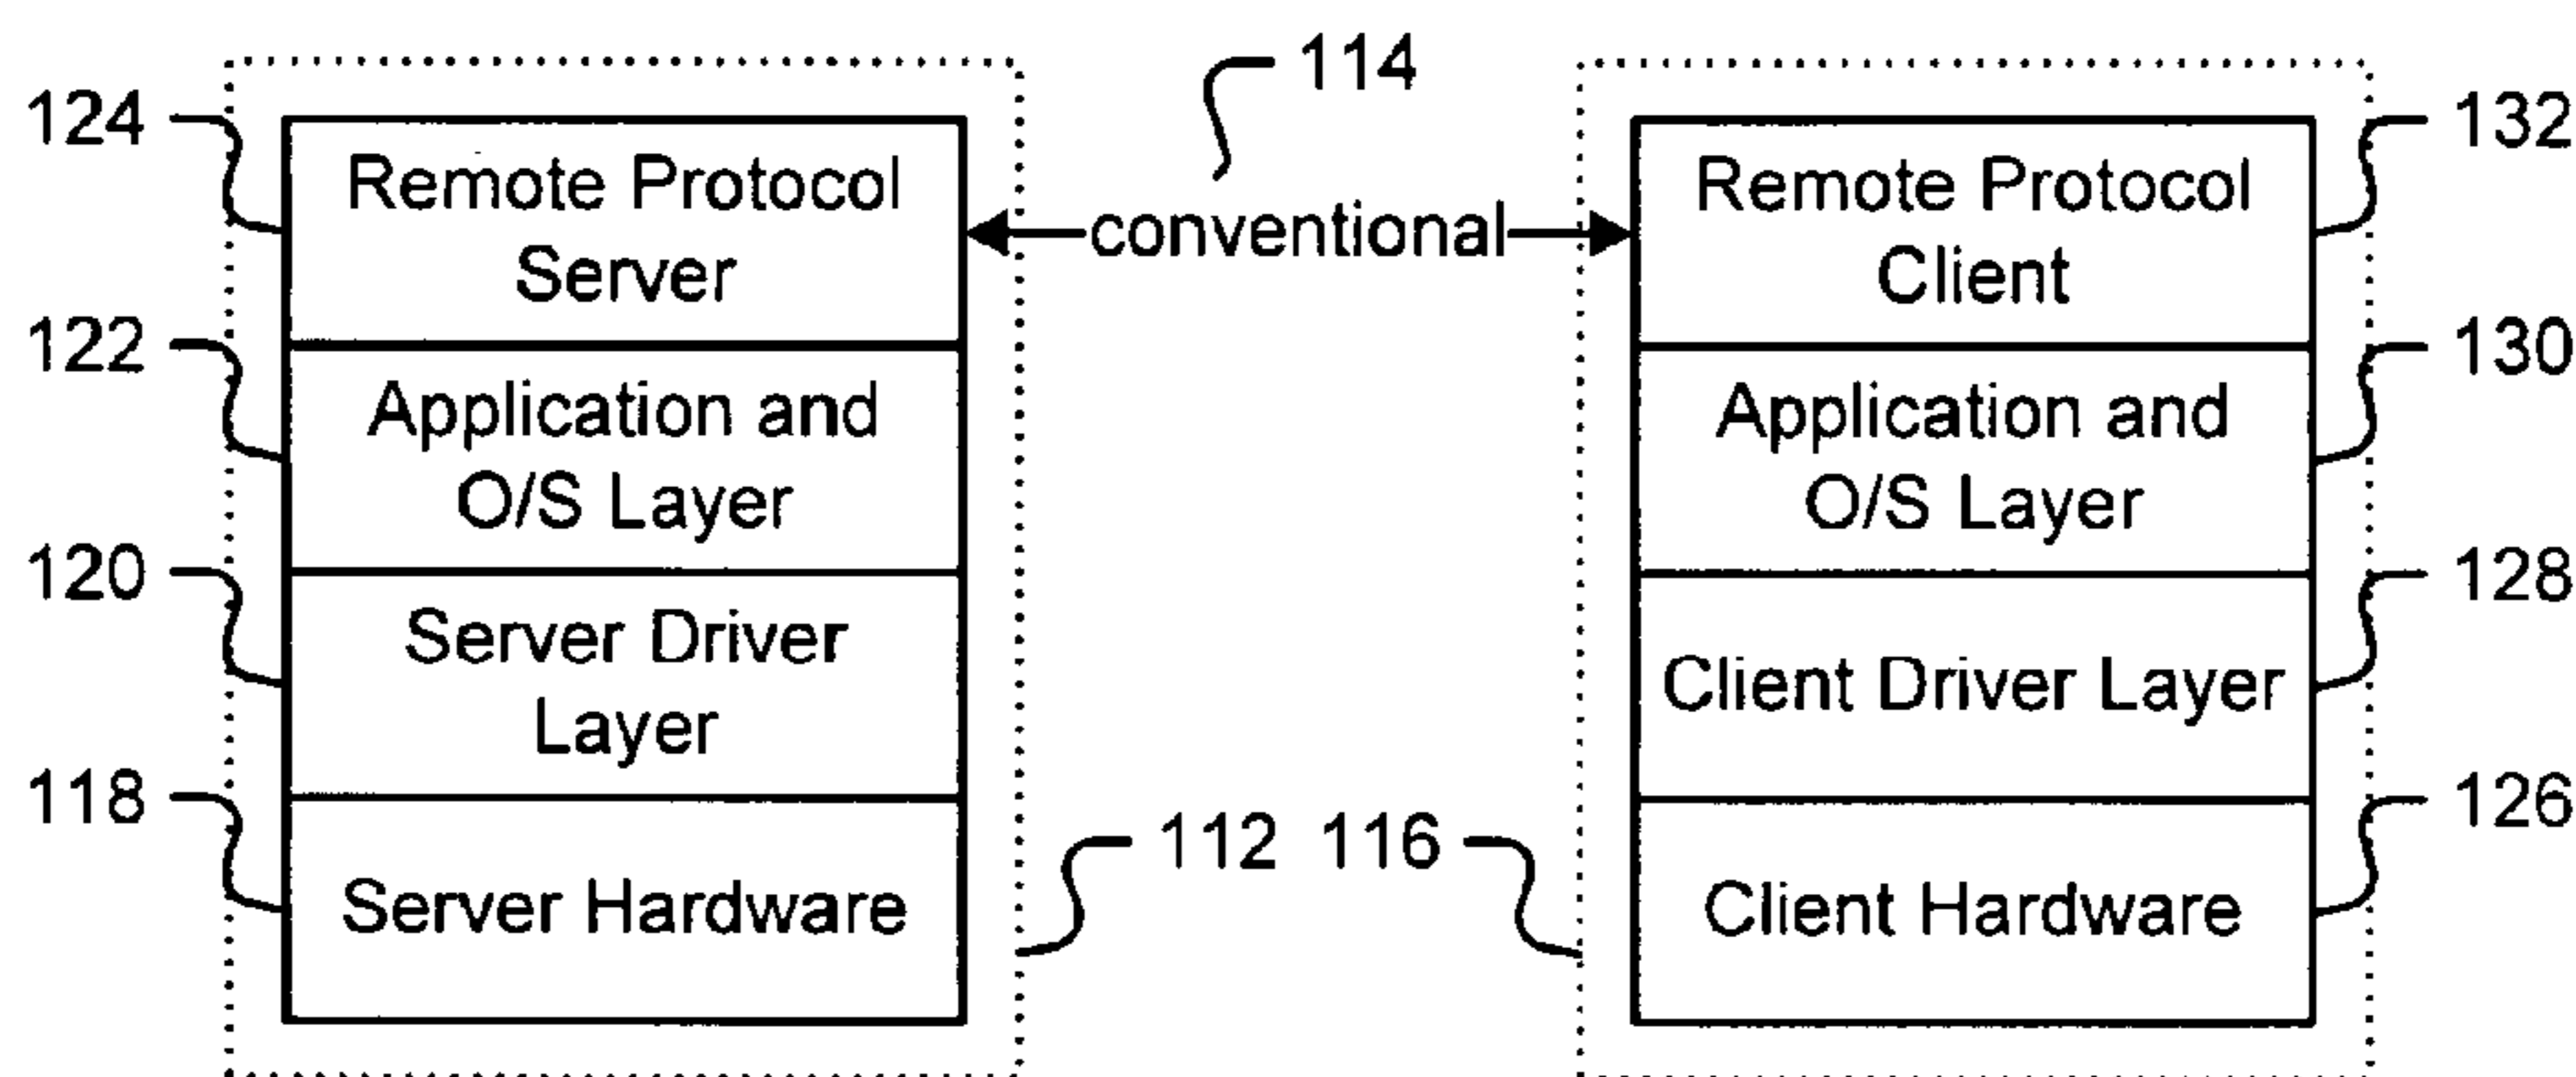 114
124
Remote Protocol
Server
conventional
Remote Protocol
Client
132
122
Application and
O/S Layer
Application and
O/S Layer
130
120
Server Driver
Layer
Client Driver Layer
128
118
Server Hardware
112
116
Client Hardware
126